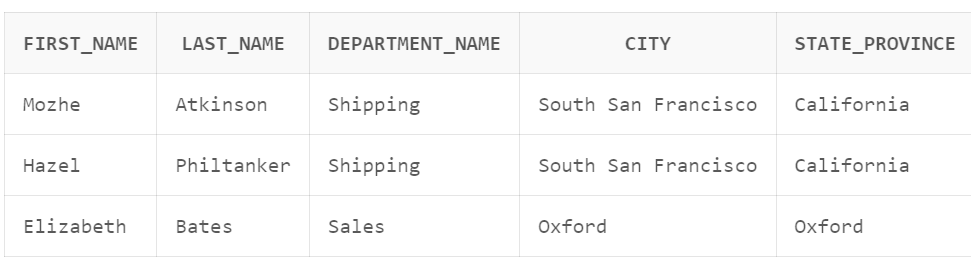 FIRST_NAME LAST_NAME DEPARTMENT_NAME CITY STATE_PROVINCE
Mozhe Atkinson Shipping South San Francisco California
Hazel Philtanker Shipping South San Francisco California
Elizabeth Bates Sales Oxford Oxford